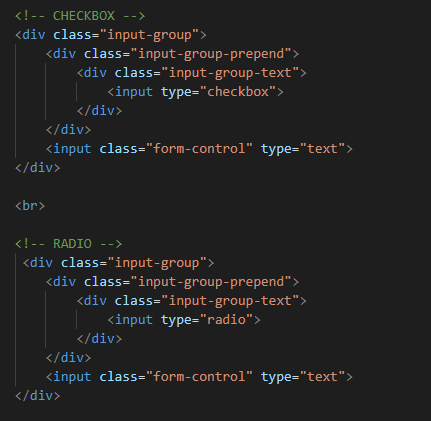 <!-- CHECKBOX -->
<div class="input-group">
    <div class="input-group-prepend">
        <div class="input-group-text">
            <input type="checkbox">
        </div>
    </div>
    <input class="form-control" type="text">
</div>

<br>

<!-- RADIO -->
 <div class="input-group">
    <div class="input-group-prepend">
        <div class="input-group-text">
            <input type="radio">
        </div>
    </div>
    <input class="form-control" type="text">
</div>